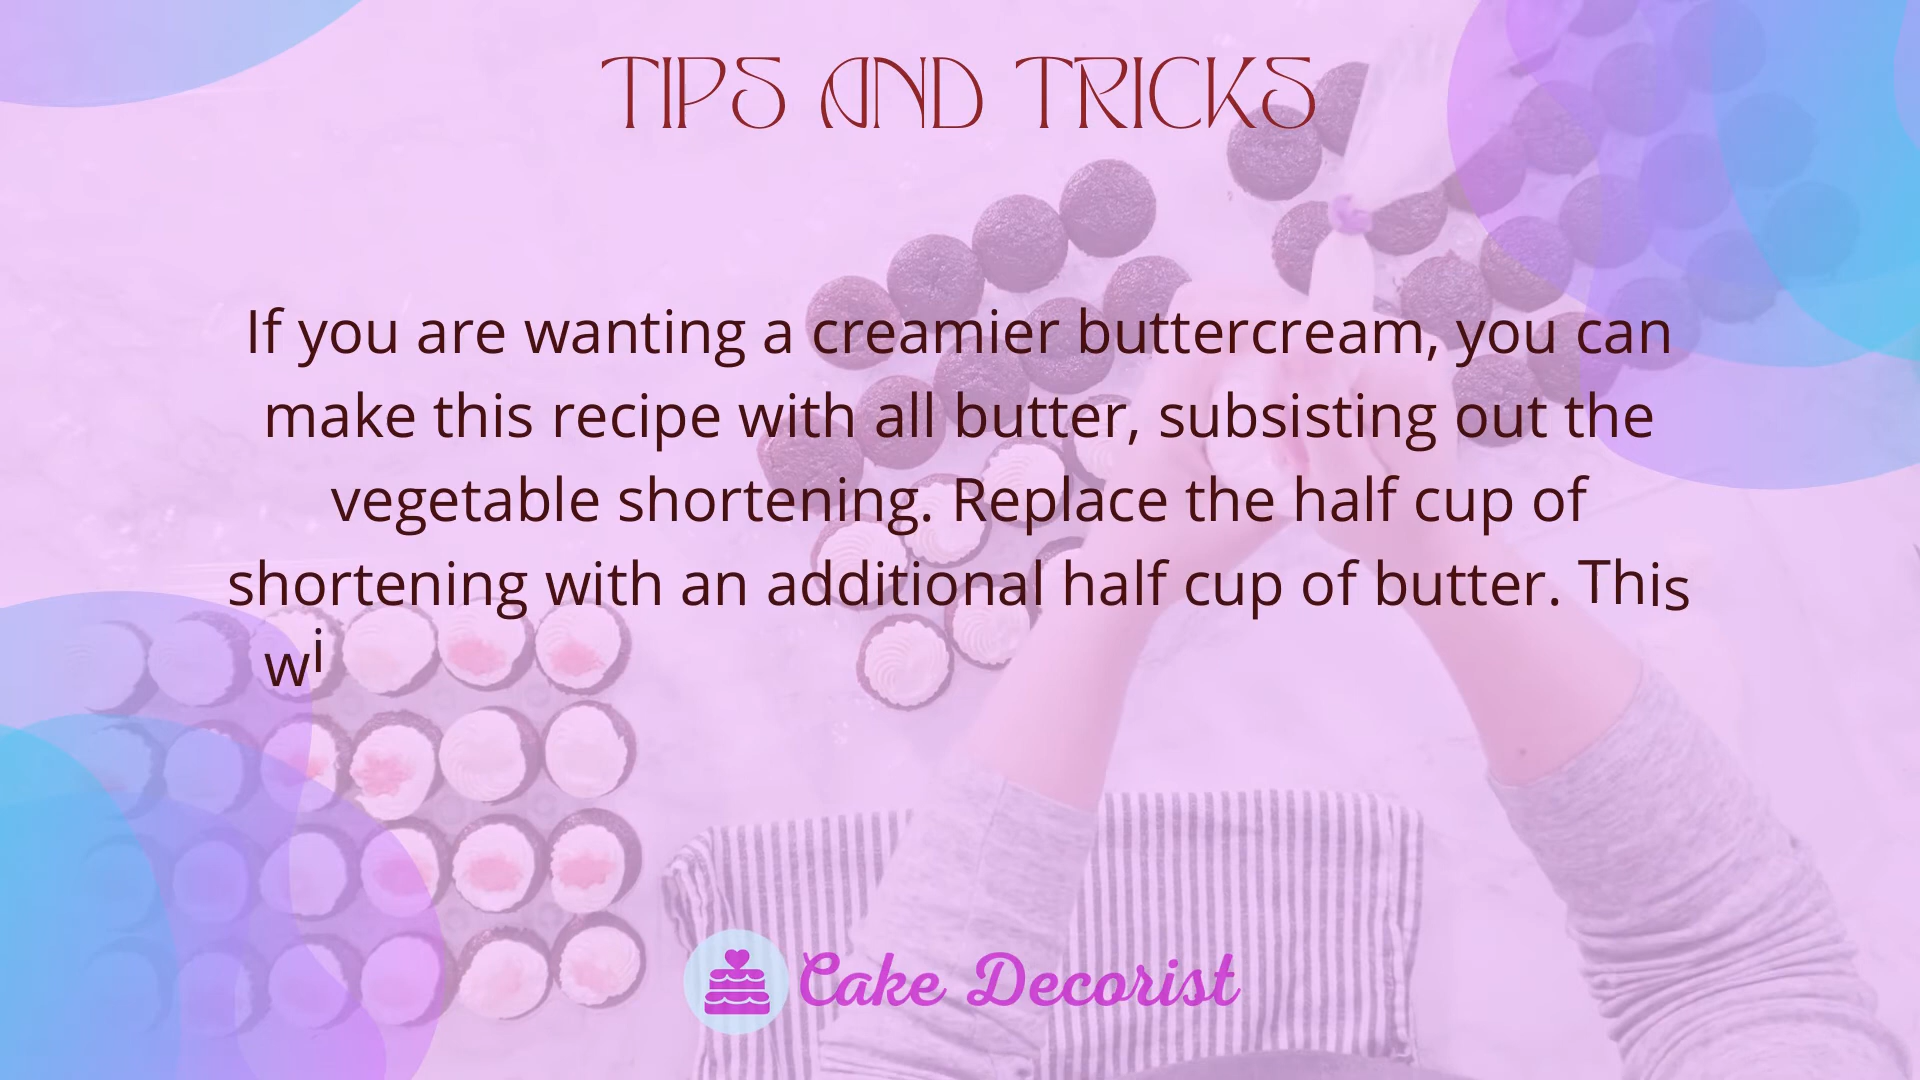 TIPS AND TRICKS
If you are wanting a creamier buttercream, you can
make this recipe with all butter, subsisting out the
vegetable shortening. Replace the half cup of
shortening with an additional half cup of butter. This
wi
Cake Decorist